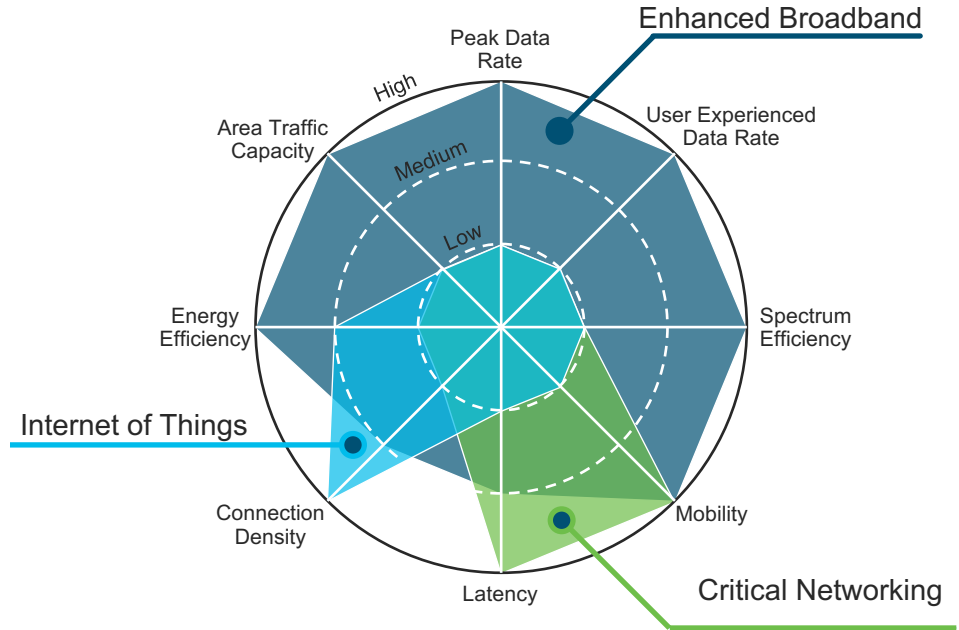 Enhanced Broadband
Peak Data
Rate
High
User Experienced
Data Rate
Area Traffic
Capacity
Medium
Low
Energy
Efficiency
Spectrum
Efficiency
Internet of Things
Connection
Density
Mobility
Latency
Critical Networking